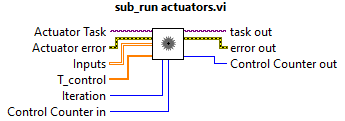 sub_run actuators.vi
Actuator Task
task out
Actuator error
error out
Inputs
Control Counter out
T_control
Iteration
Control Counter in